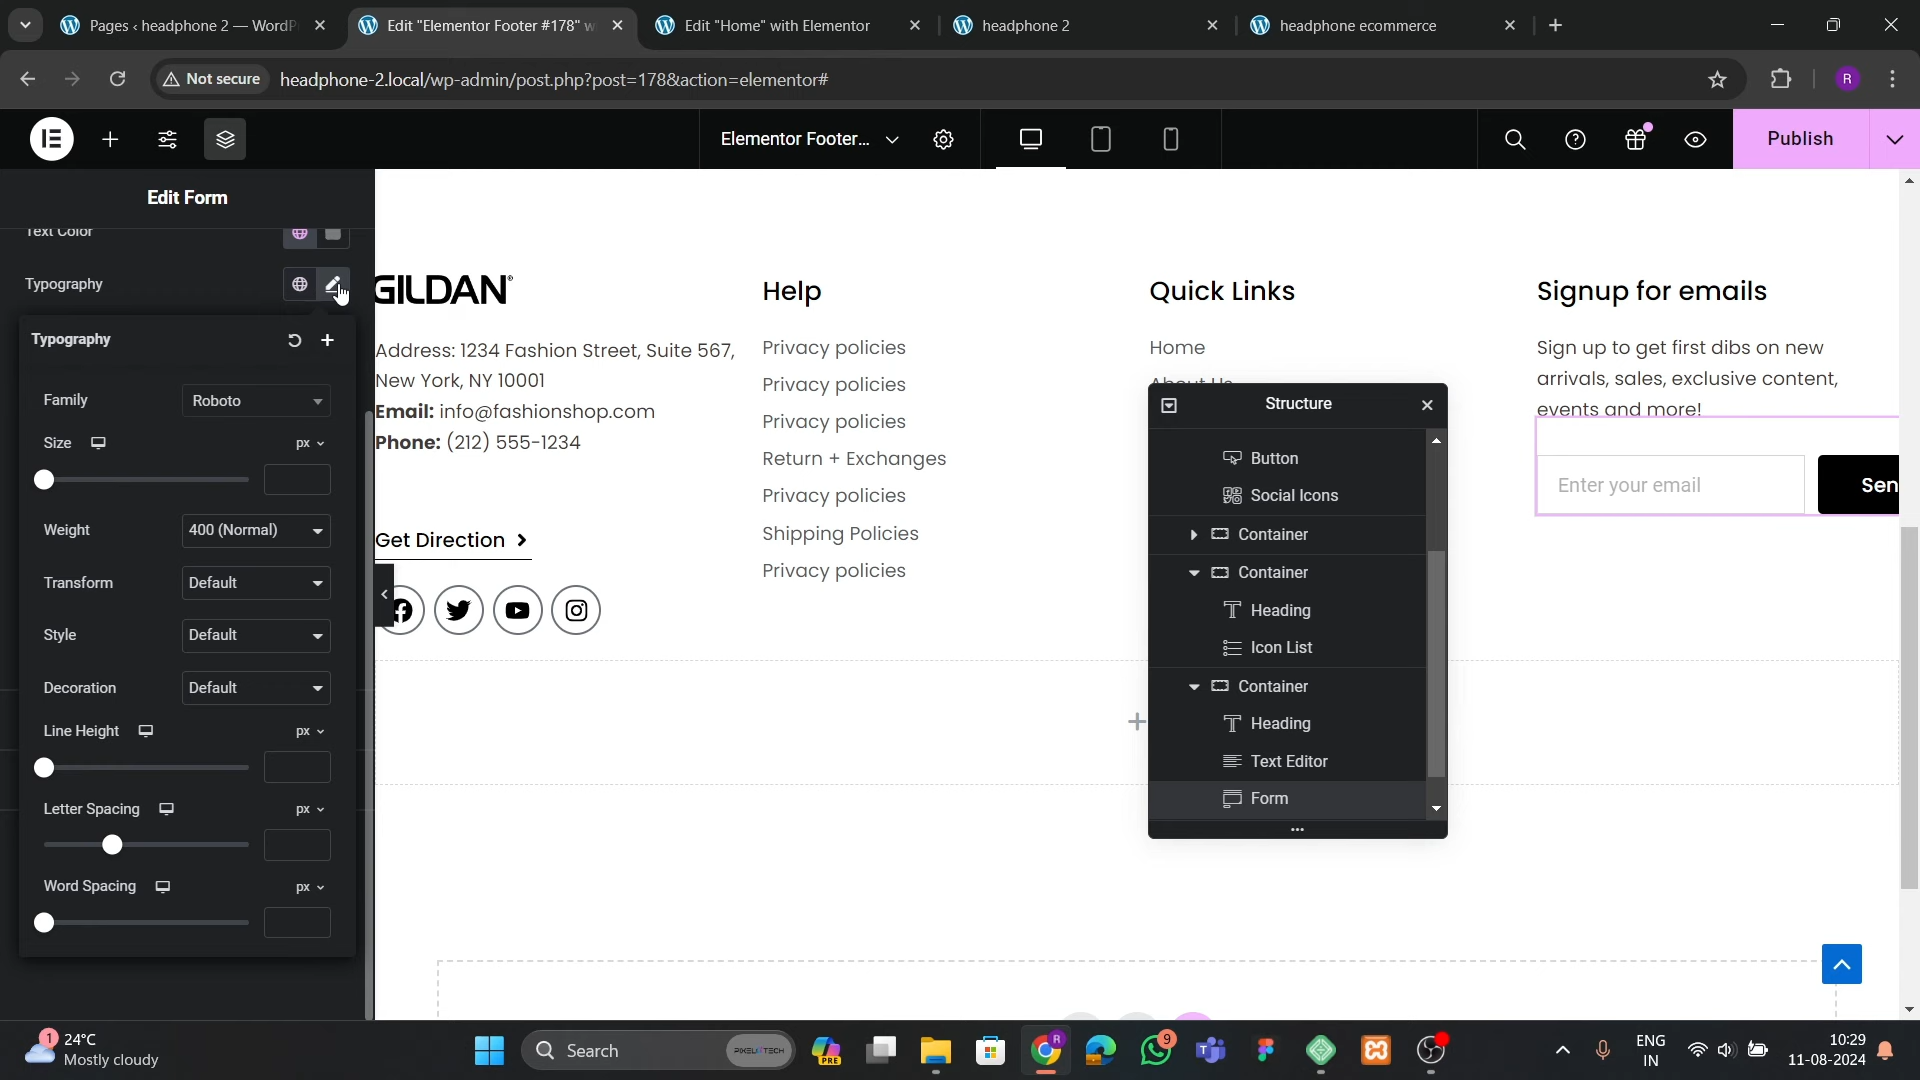 Pages ‹ headphone 2 — WordP
Edit "Elementor Footer #178" w
Edit "Home" with Elementor
headphone 2
headphone ecommerce
Not secure
headphone-2.local/wp-admin/post.php?post=178&action=elementor#
R
Elementor Footer...
Publish
Edit Form
Text Color
Typography
Typography
Family
Roboto
Size
px
Weight
400 (Normal)
Transform
Default
Style
Default
Decoration
Default
Line Height
px
Letter Spacing
px
Word Spacing
px
GILDAN®
Address: 1234 Fashion Street, Suite 567,
New York, NY 10001
Email: info@fashionshop.com
Phone: (212) 555-1234
Get Direction
Help
Privacy policies
Privacy policies
Privacy policies
Return + Exchanges
Privacy policies
Shipping Policies
Privacy policies
Quick Links
Home
About Us
Structure
Button
Social Icons
Container
Container
Heading
Icon List
Container
Heading
Text Editor
Form
Signup for emails
Sign up to get first dibs on new
arrivals, sales, exclusive content,
events and more!
Enter your email
Sen
1
24°C
Mostly cloudy
Search
PIXEL TECH
PRE
R
9
ENG
IN
10:29
11-08-2024